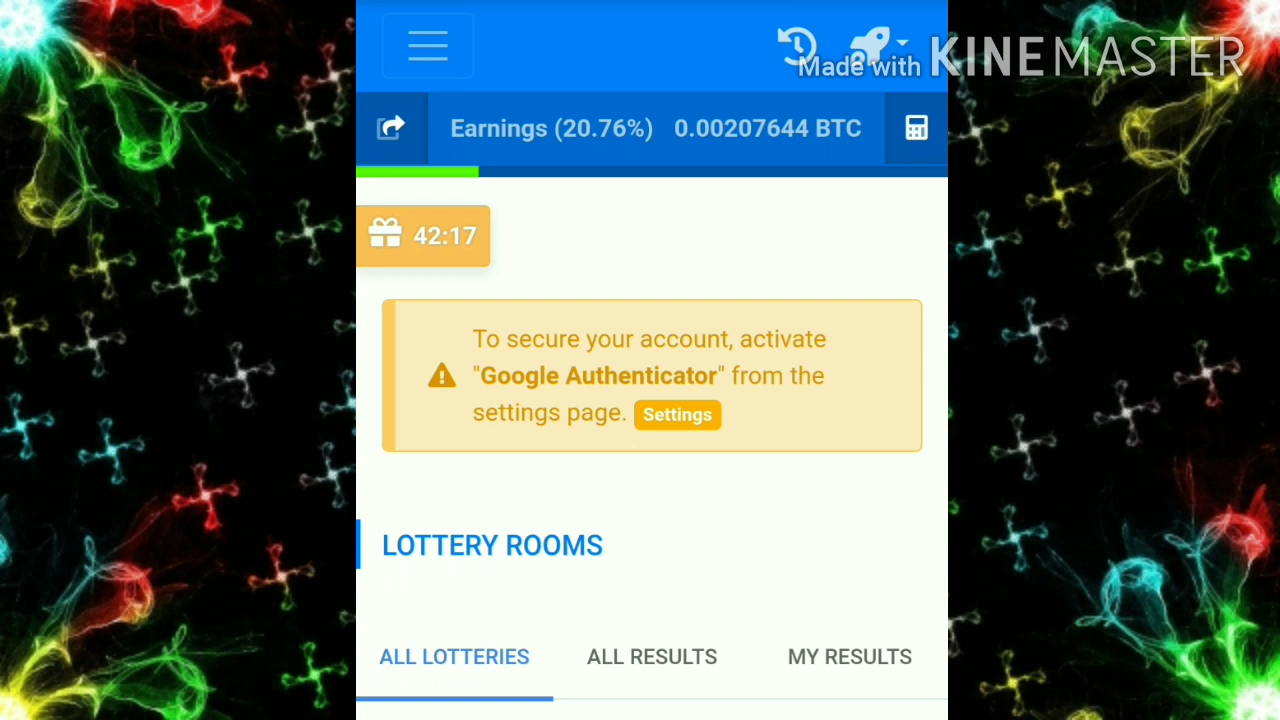 Made with KINEMASTER
Earnings (20.76%) 0.00207644 BTC
42:17
To secure your account, activate
"Google Authenticator" from the
settings page. Settings
LOTTERY ROOMS
ALL LOTTERIES ALL RESULTS MY RESULTS